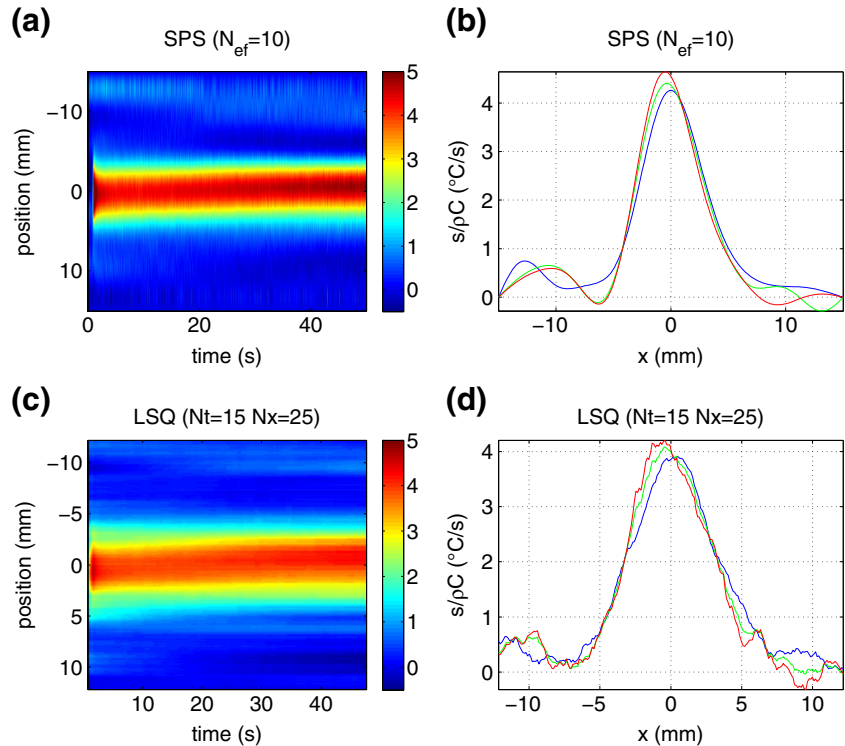 (a)
SPS (N_ef=10)
position (mm)
-10
0
10
0
20
40
time (s)
5
4
3
2
1
0
(b)
SPS (N_ef=10)
s/ρC (°C/s)
4
3
2
1
0
-10
0
10
x (mm)
(c)
LSQ (Nt=15 Nx=25)
position (mm)
-10
-5
0
5
10
10
20
30
40
time (s)
5
4
3
2
1
0
(d)
LSQ (Nt=15 Nx=25)
s/ρC (°C/s)
4
3
2
1
0
-10
-5
0
5
10
x (mm)